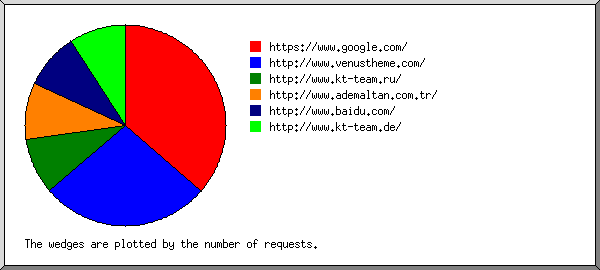 https://www.google.com/
http://www.venustheme.com/
http://www.kt-team.ru/
http://www.ademaltan.com.tr/
http://www.baidu.com/
http://www.kt-team.de/
The wedges are plotted by the number of requests.